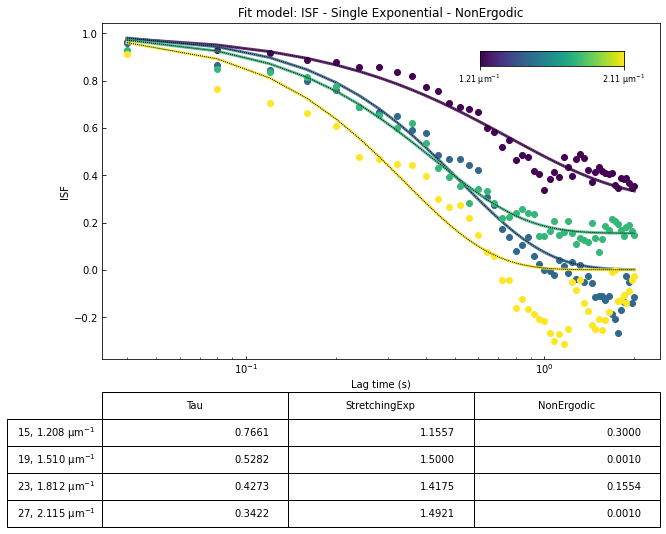 Fit model: ISF - Single Exponential - NonErgodic
1.0
0.8
0.6
0.4
0.2
0.0
−0.2
ISF
1.21 μm⁻¹ 2.11 μm⁻¹
10⁻¹ 10⁰
Lag time (s)
Tau StretchingExp NonErgodic
15, 1.208 μm⁻¹ 0.7661 1.1557 0.3000
19, 1.510 μm⁻¹ 0.5282 1.5000 0.0010
23, 1.812 μm⁻¹ 0.4273 1.4175 0.1554
27, 2.115 μm⁻¹ 0.3422 1.4921 0.0010